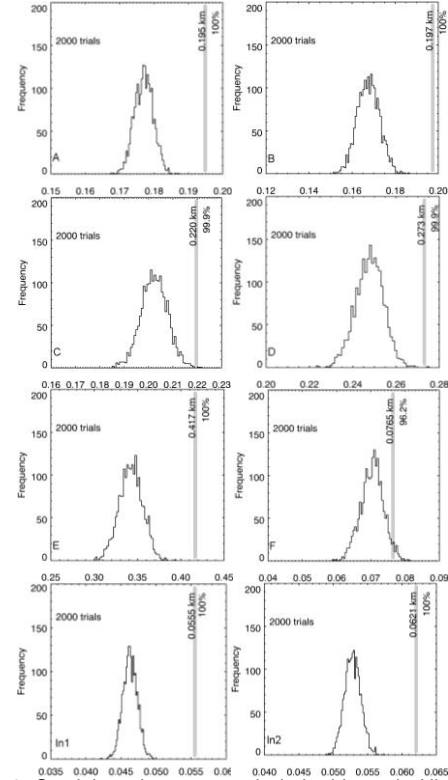 200
150
100
50
0
Frequency
2000 trials
0.195 km
100%
A
0.15 0.16 0.17 0.18 0.19 0.20
200
150
100
50
0
Frequency
2000 trials
0.197 km
100%
B
0.12 0.14 0.16 0.18 0.20
200
150
100
50
0
Frequency
2000 trials
0.220 km
99.9%
C
0.16 0.17 0.18 0.19 0.20 0.21 0.22 0.23
200
150
100
50
0
Frequency
2000 trials
0.273 km
99.9%
D
0.20 0.22 0.24 0.26 0.28
200
150
100
50
0
Frequency
2000 trials
0.417 km
100%
E
0.25 0.30 0.35 0.40 0.45
200
150
100
50
0
Frequency
2000 trials
0.0765 km
96.2%
F
0.04 0.05 0.06 0.07 0.08 0.09
200
150
100
50
0
Frequency
2000 trials
0.0555 km
100%
In1
0.035 0.040 0.045 0.050 0.055 0.06
200
150
100
50
0
Frequency
2000 trials
0.0621 km
100%
In2
0.040 0.045 0.050 0.055 0.060 0.065